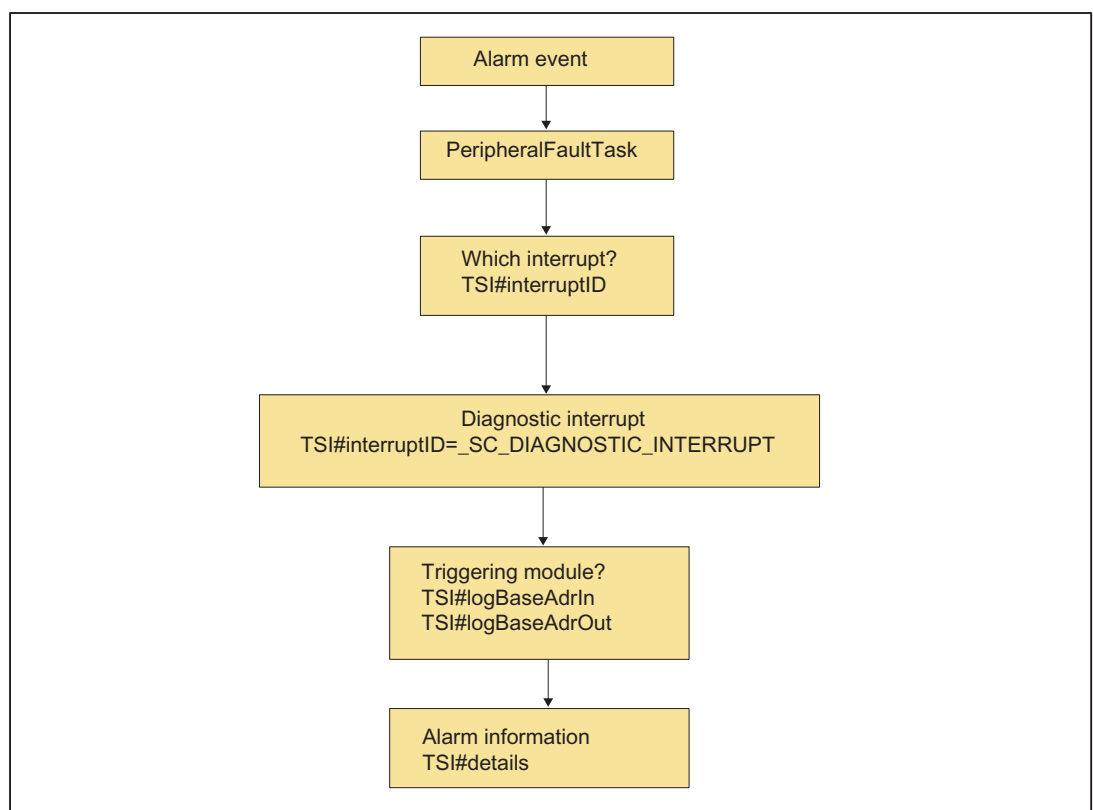 Alarm event
PeripheralFaultTask
Which interrupt?
TSI#interruptID
Diagnostic interrupt
TSI#interruptID=_SC_DIAGNOSTIC_INTERRUPT
Triggering module?
TSI#logBaseAdrIn
TSI#logBaseAdrOut
Alarm information
TSI#details